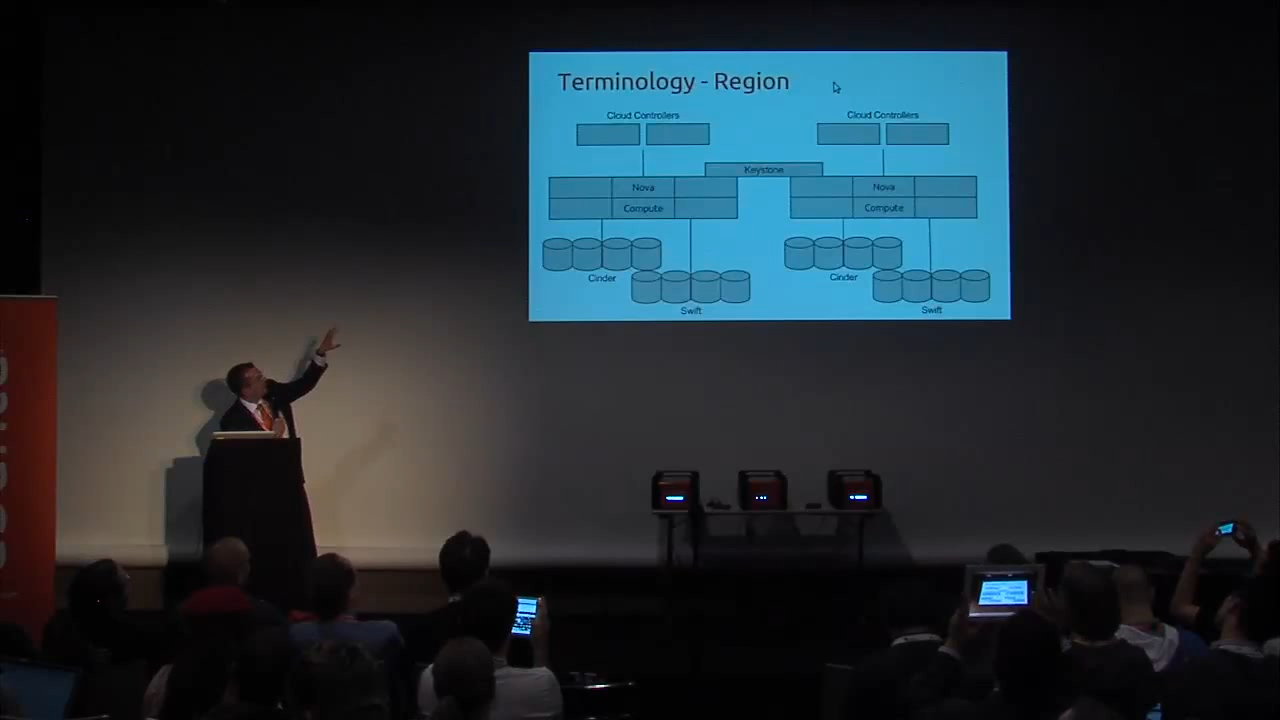 Terminology - Region
Cloud Controllers
Cloud Controllers
Keystone
Nova
Nova
Compute
Compute
Cinder
Cinder
Swift
Swift